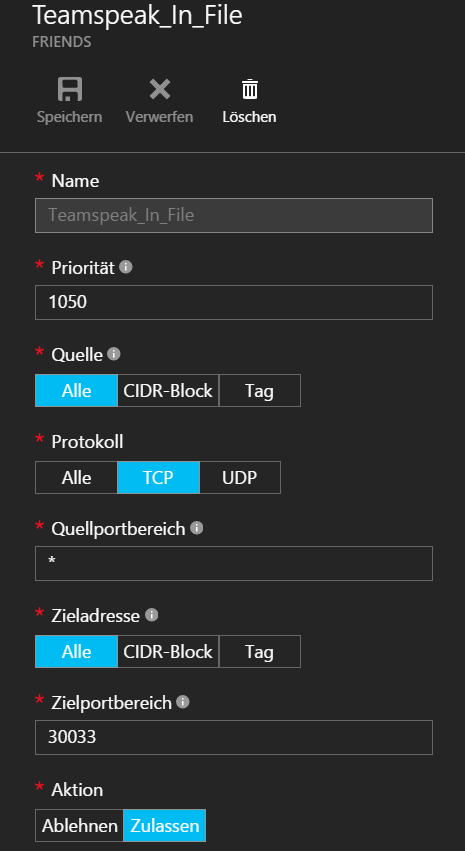 Teamspeak_In_File
FRIENDS
Speichern Verwerfen Löschen
* Name
Teamspeak_In_File
* Priorität
1050
* Quelle
Alle CIDR-Block Tag
* Protokoll
Alle TCP UDP
* Quellportbereich
*
* Zieladresse
Alle CIDR-Block Tag
* Zielportbereich
30033
* Aktion
Ablehnen Zulassen